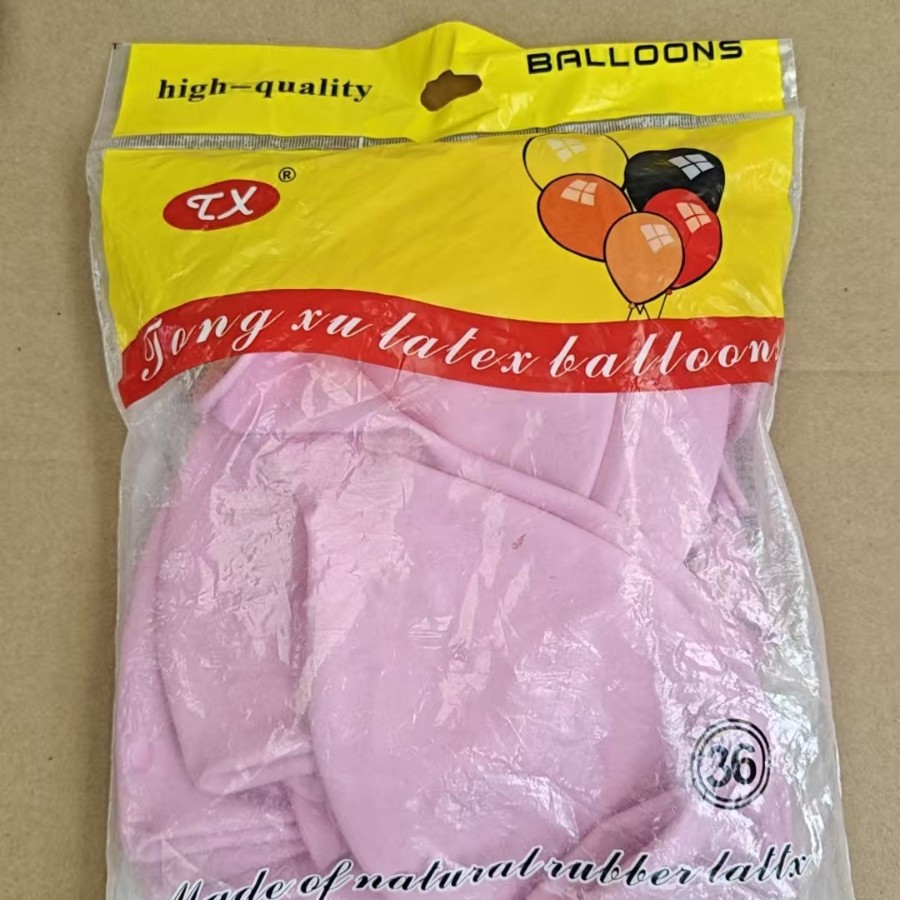 high-quality
BALLOONS
TX ®
Tong xu latex balloons
36
Made of natural rubber lattx